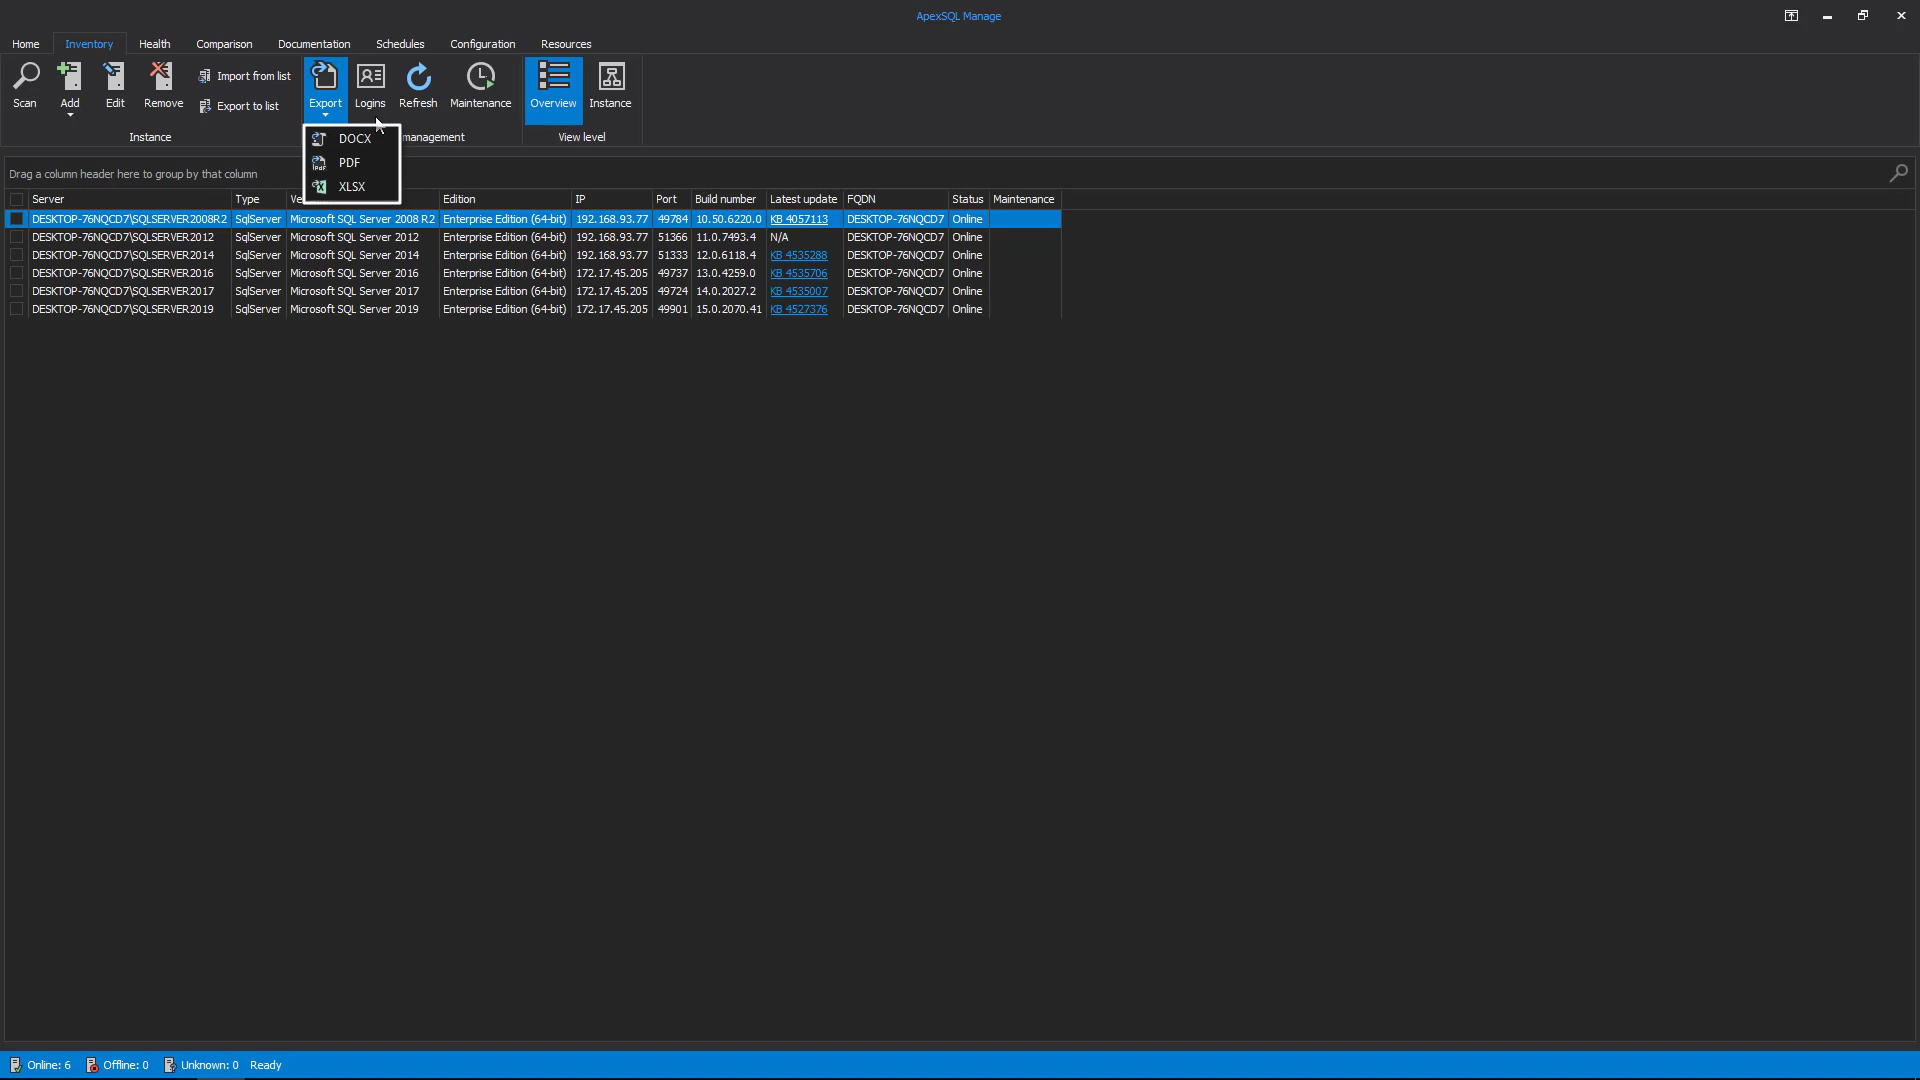 ApexSQL Manage
Home Inventory Health Comparison Documentation Schedules Configuration Resources
Scan Add Edit Remove Import from list Export Logins Refresh Maintenance Overview Instance
Export to list
Instance management View level
DOCX
PDF
XLSX
Drag a column header here to group by that column
Server Type Ve Edition IP Port Build number Latest update FQDN Status Maintenance
DESKTOP-76NQCD7\SQLSERVER2008R2 SqlServer Microsoft SQL Server 2008 R2 Enterprise Edition (64-bit) 192.168.93.77 49784 10.50.6220.0 KB 4057113 DESKTOP-76NQCD7 Online
DESKTOP-76NQCD7\SQLSERVER2012 SqlServer Microsoft SQL Server 2012 Enterprise Edition (64-bit) 192.168.93.77 51366 11.0.7493.4 N/A DESKTOP-76NQCD7 Online
DESKTOP-76NQCD7\SQLSERVER2014 SqlServer Microsoft SQL Server 2014 Enterprise Edition (64-bit) 192.168.93.77 51333 12.0.6118.4 KB 4535288 DESKTOP-76NQCD7 Online
DESKTOP-76NQCD7\SQLSERVER2016 SqlServer Microsoft SQL Server 2016 Enterprise Edition (64-bit) 172.17.45.205 49737 13.0.4259.0 KB 4535706 DESKTOP-76NQCD7 Online
DESKTOP-76NQCD7\SQLSERVER2017 SqlServer Microsoft SQL Server 2017 Enterprise Edition (64-bit) 172.17.45.205 49724 14.0.2027.2 KB 4535007 DESKTOP-76NQCD7 Online
DESKTOP-76NQCD7\SQLSERVER2019 SqlServer Microsoft SQL Server 2019 Enterprise Edition (64-bit) 172.17.45.205 49901 15.0.2070.41 KB 4527376 DESKTOP-76NQCD7 Online
Online: 6 Offline: 0 Unknown: 0 Ready